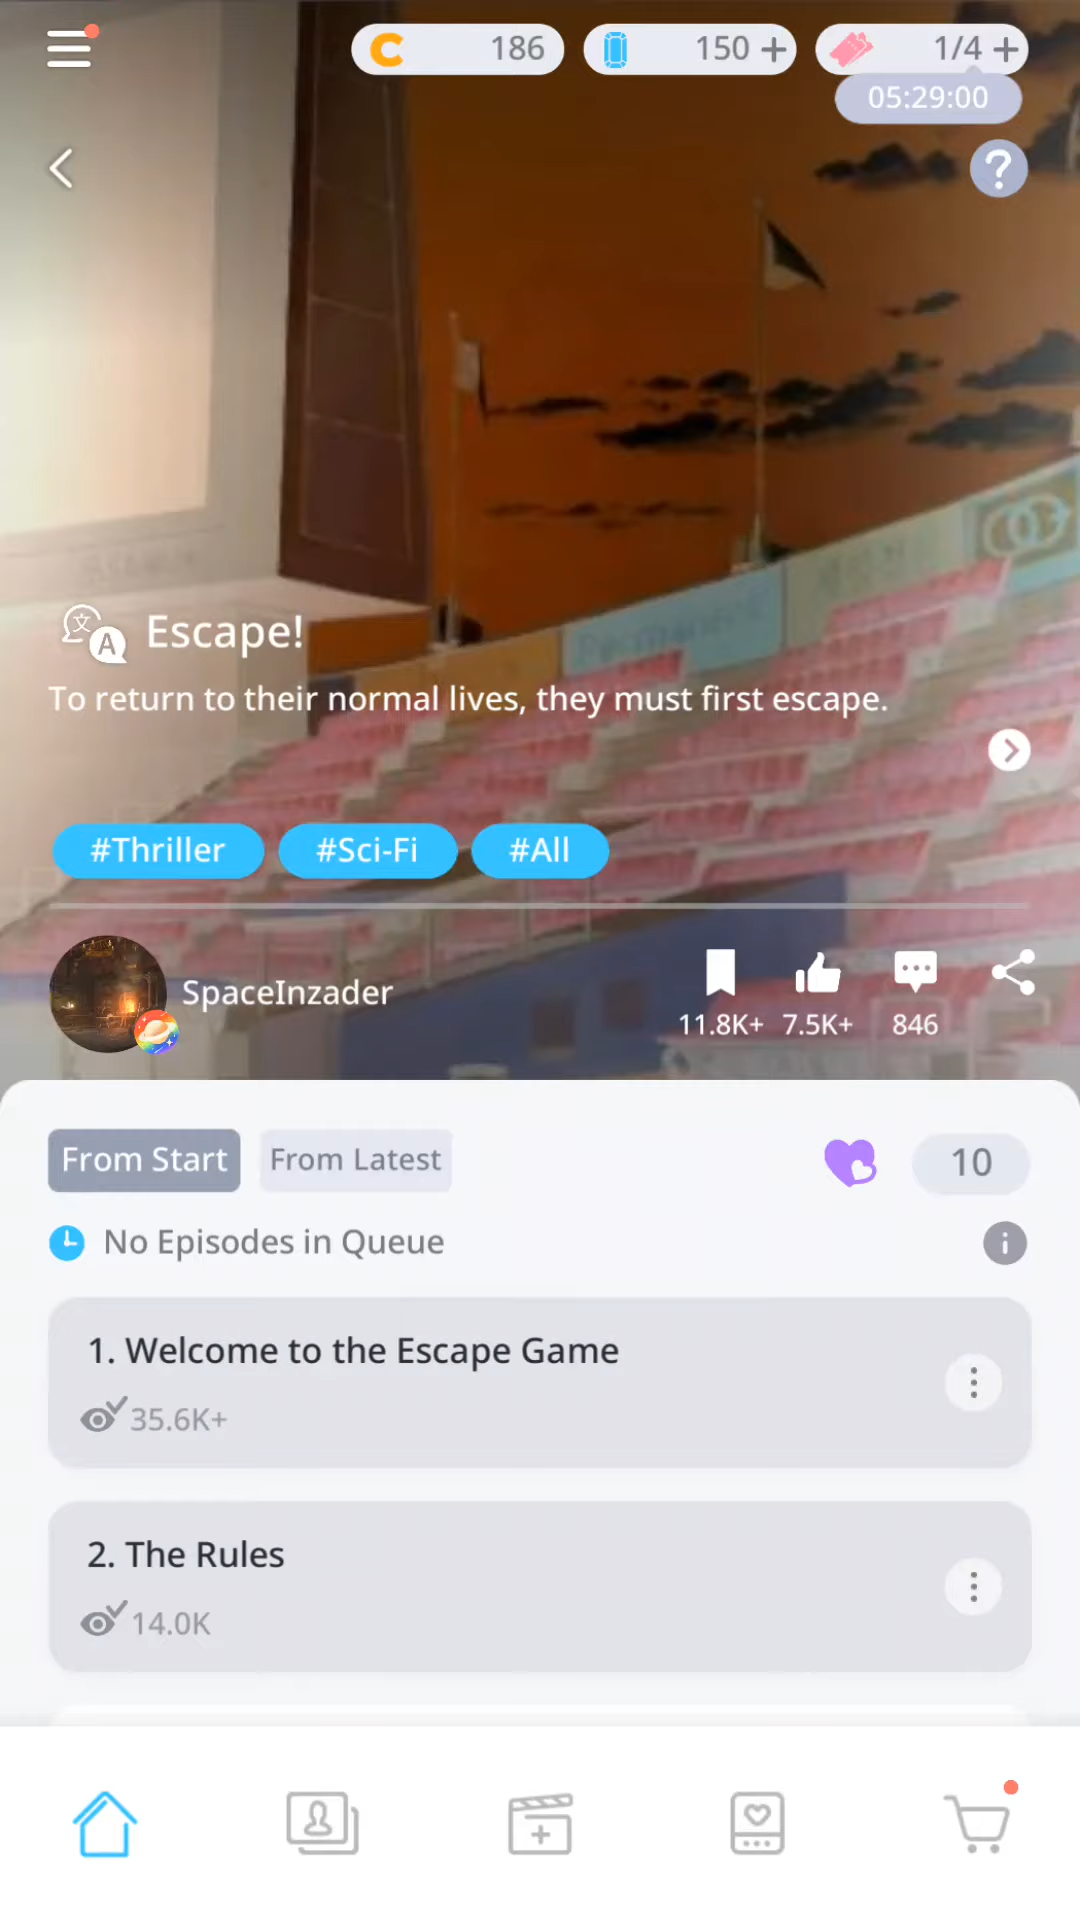 186
150
1/4
05:29:00
Escape!
To return to their normal lives, they must first escape.
#Thriller #Sci-Fi #All
SpaceInzader
11.8K+ 7.5K+ 846
From Start From Latest
10
No Episodes in Queue
1. Welcome to the Escape Game
35.6K+
2. The Rules
14.0K